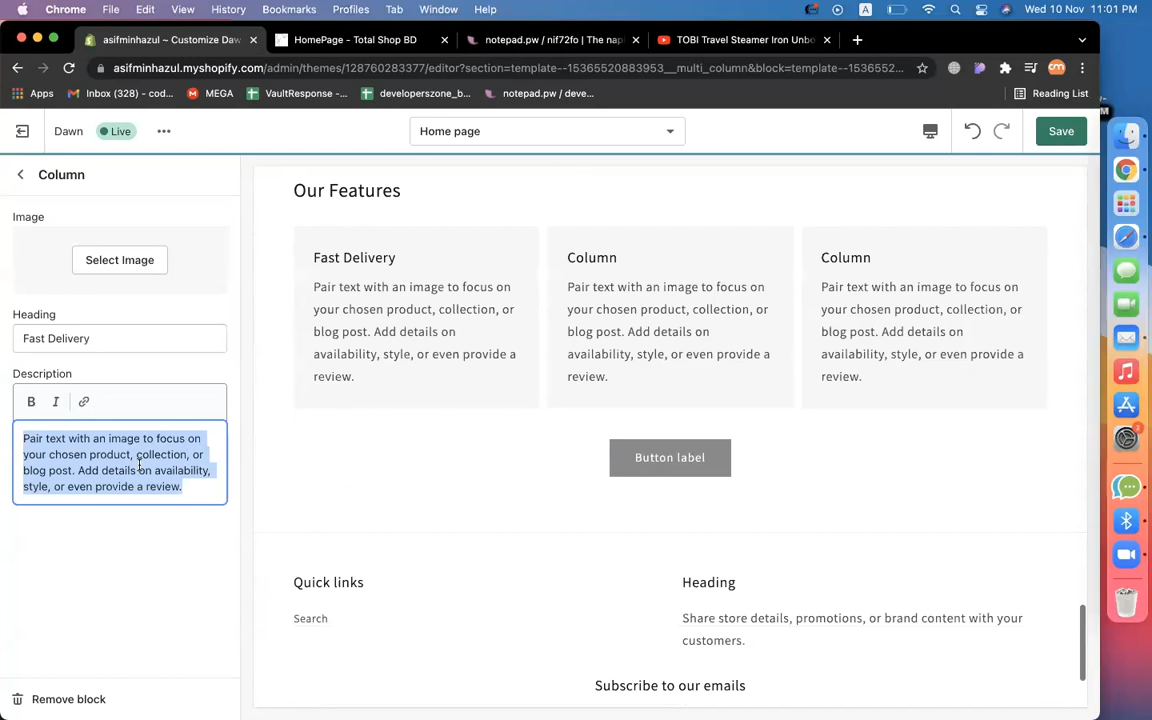 Chrome File Edit View History Bookmarks Profiles Tab Window Help A Wed 10 Nov 11:01 PM
asifminhazul ~ Customize Daw HomePage - Total Shop BD notepad.pw / nif72fo | The nap TOBI Travel Steamer Iron Unbo
asifminhazul.myshopify.com/admin/themes/128760283377/editor?section=template--15365520883953__multi_column&block=template--1536552...
Apps Inbox (328) - cod... MEGA VaultResponse -... developerszone_b... notepad.pw / deve... Reading List
Dawn Live Home page Save
Column
Image
Select Image
Heading
Fast Delivery
Description
B I
Pair text with an image to focus on
your chosen product, collection, or
blog post. Add details on availability,
style, or even provide a review.
Remove block
Our Features
Fast Delivery
Pair text with an image to focus on
your chosen product, collection, or
blog post. Add details on
availability, style, or even provide a
review.
Column
Pair text with an image to focus on
your chosen product, collection, or
blog post. Add details on
availability, style, or even provide a
review.
Column
Pair text with an image to focus on
your chosen product, collection, or
blog post. Add details on
availability, style, or even provide a
review.
Button label
Quick links
Search
Heading
Share store details, promotions, or brand content with your
customers.
Subscribe to our emails